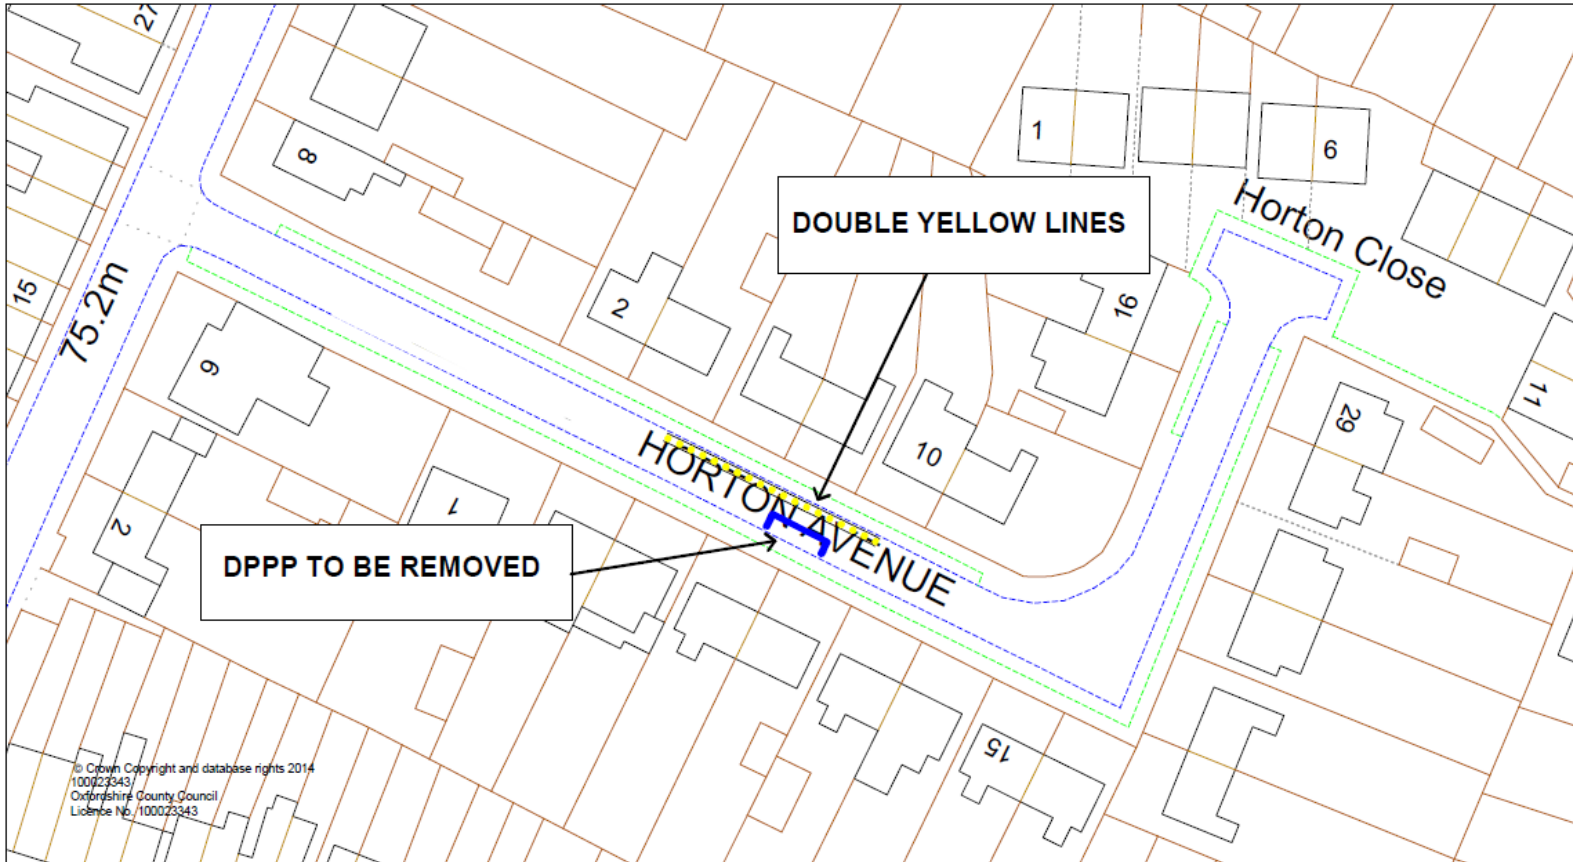 27
8
1
6
Horton Close
DOUBLE YELLOW LINES
15
75.2m
2
16
9
10
29
11
HORTON AVENUE
2
1
DPPP TO BE REMOVED
15
© Crown Copyright and database rights 2014
100023343
Oxfordshire County Council
Licence No. 100023343